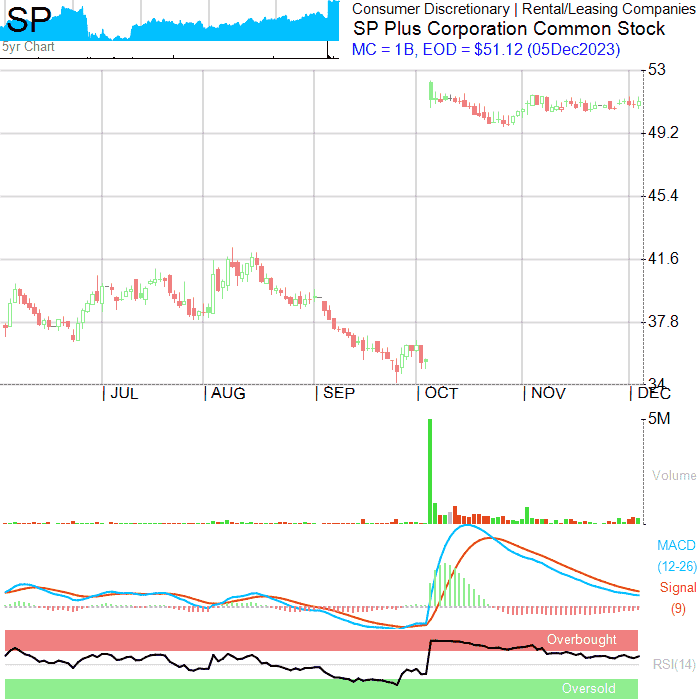 SP
5yr Chart
Consumer Discretionary | Rental/Leasing Companies
SP Plus Corporation Common Stock
MC = 1B, EOD = $51.12 (05Dec2023)
53
49.2
45.4
41.6
37.8
34
JUL
AUG
SEP
OCT
NOV
DEC
5M
Volume
MACD
(12-26)
Signal
(9)
Overbought
RSI(14)
Oversold